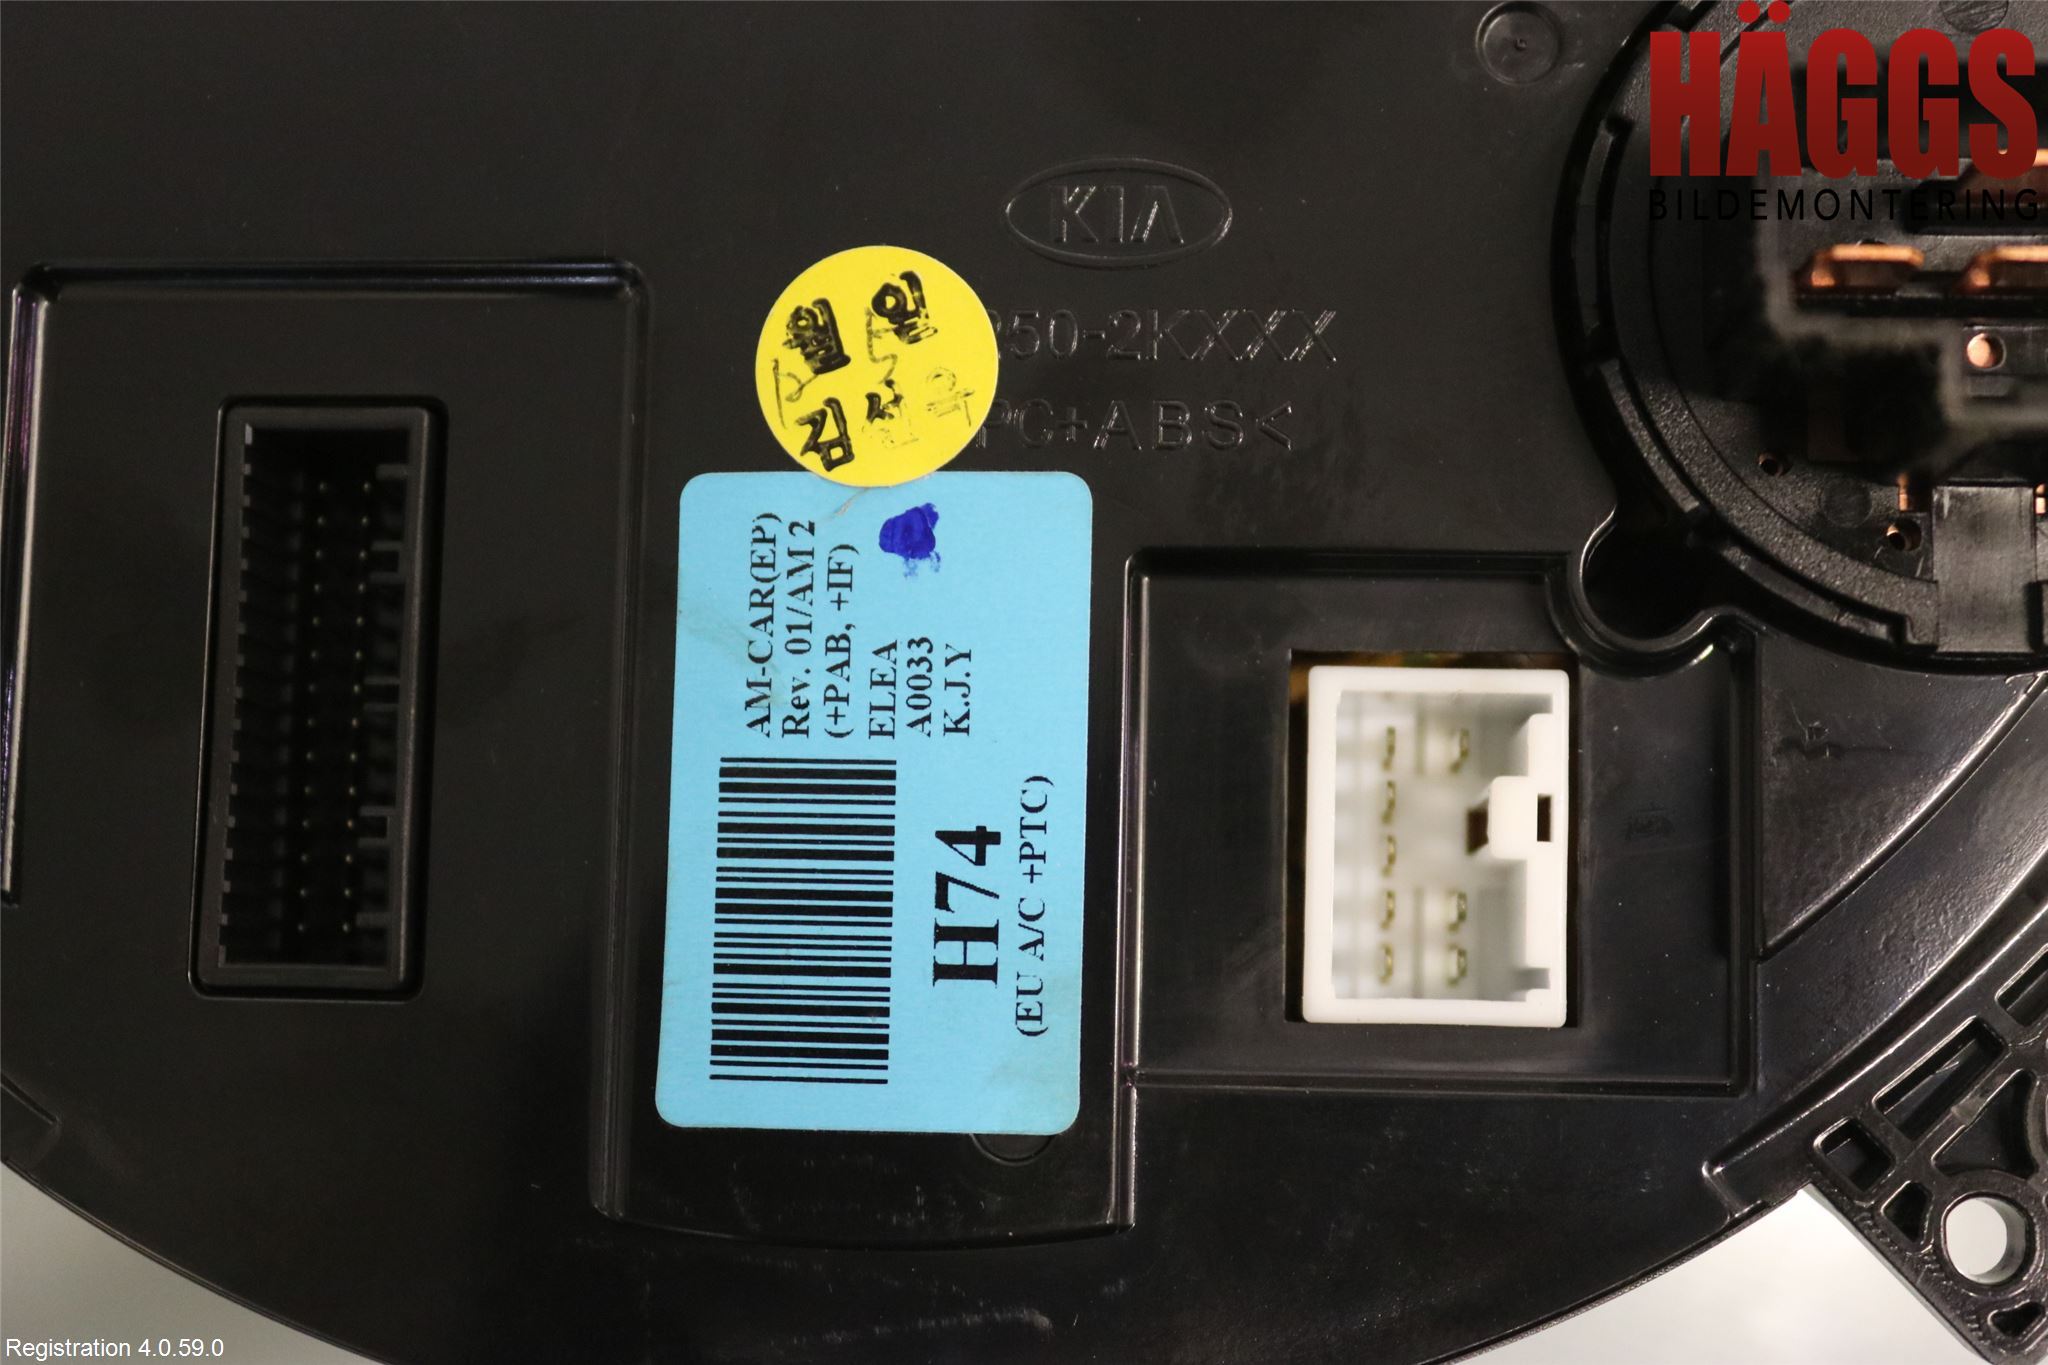 HÄGGS
BILDEMONTERING
KIA
250-2KXXX
PC+ABS<
AM-CAR(EP)
Rev. 01/AM 2
(+PAB, +IF)
ELEA
A0033
K.J.Y
H74
(EU A/C +PTC)
Registration 4.0.59.0